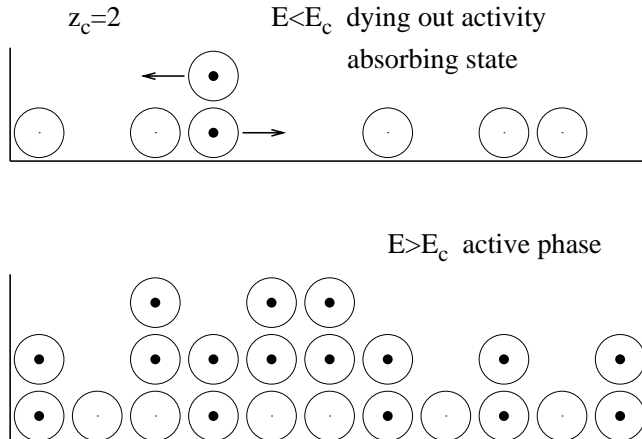 z_c=2 E<E_c dying out activity
absorbing state
E>E_c active phase